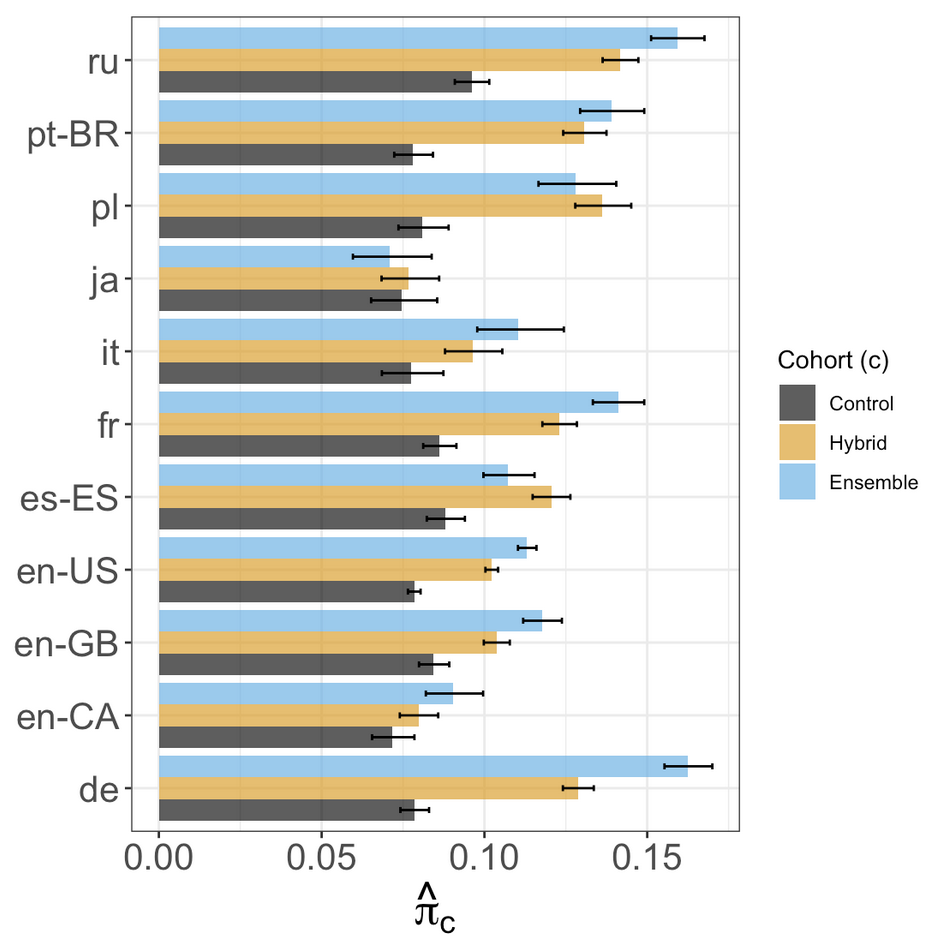 ru
pt-BR
pl
ja
it
fr
es-ES
en-US
en-GB
en-CA
de
0.00 0.05 0.10 0.15
π̂c
Cohort (c)
Control
Hybrid
Ensemble